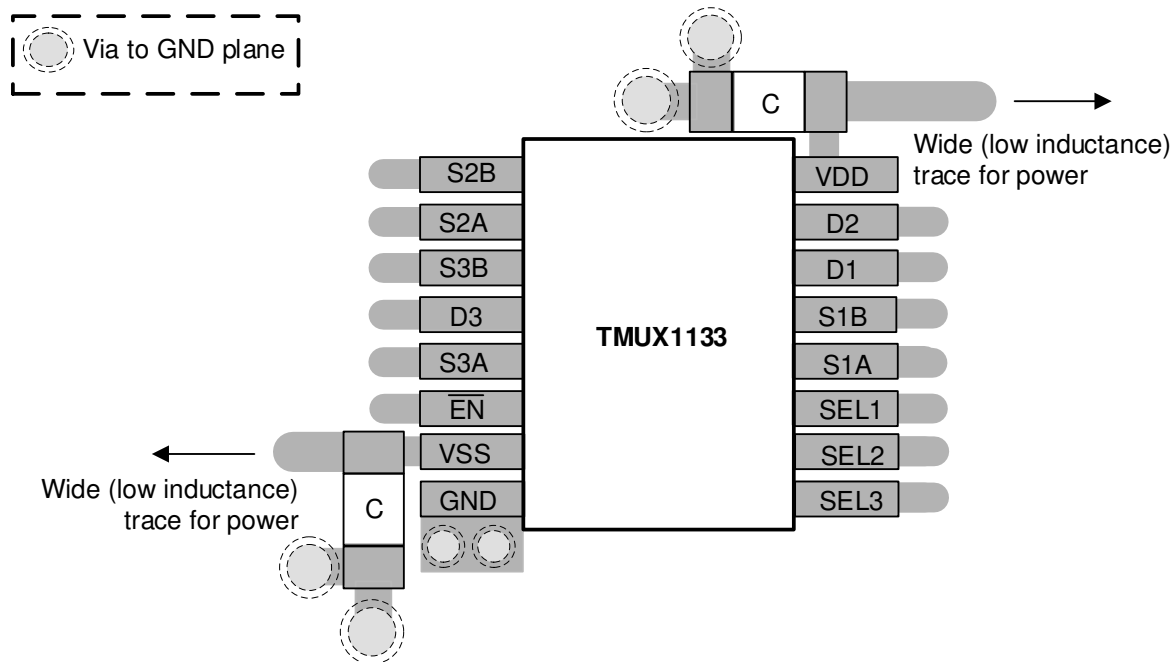 Via to GND plane
C
Wide (low inductance)
trace for power
S2B
S2A
S3B
D3
S3A
EN
VSS
GND
TMUX1133
VDD
D2
D1
S1B
S1A
SEL1
SEL2
SEL3
Wide (low inductance)
trace for power
C